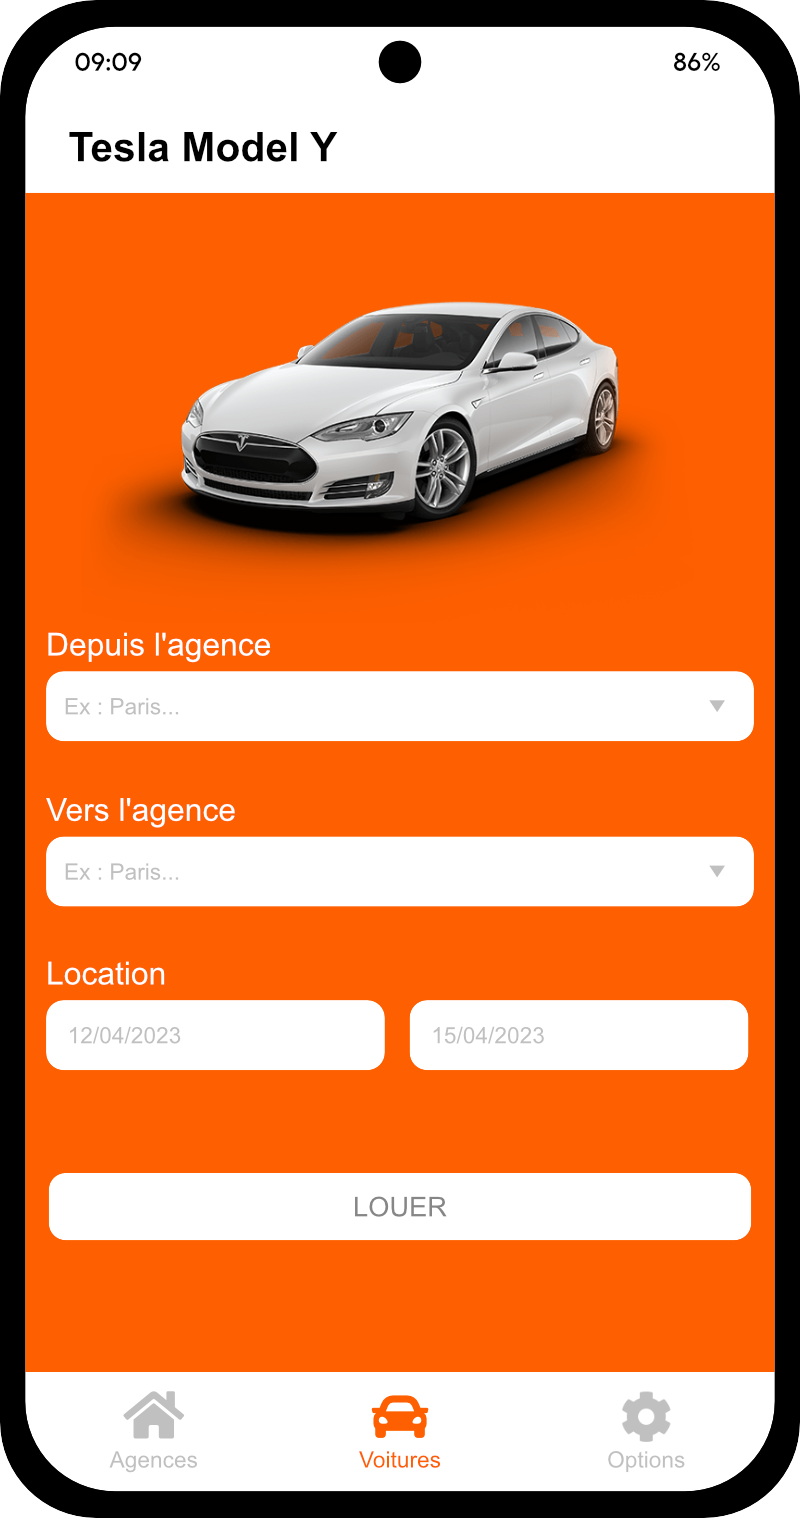 09:09 86%
Tesla Model Y
Depuis l'agence
Ex : Paris...
Vers l'agence
Ex : Paris...
Location
12/04/2023 15/04/2023
LOUER
Agences Voitures Options